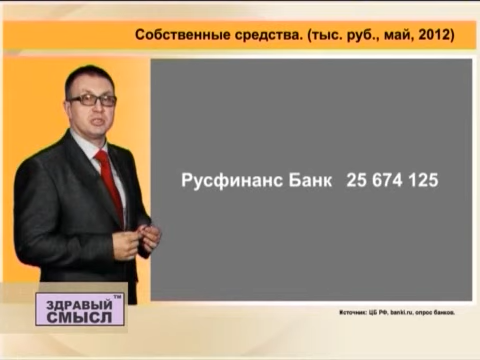 Собственные средства. (тыс. руб., май, 2012)
Русфинанс Банк 25 674 125
ЗДРАВЫЙ ТМ
СМЫСЛ
Источник: ЦБ РФ, banki.ru, опрос банков.